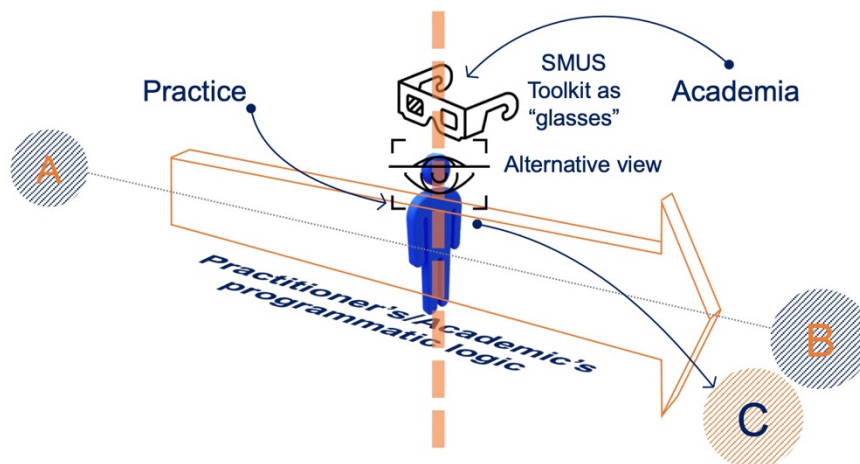 SMUS
Toolkit as
“glasses”
Practice
Academia
Alternative view
A
Practitioner's/Academic's
programmatic logic
B
C